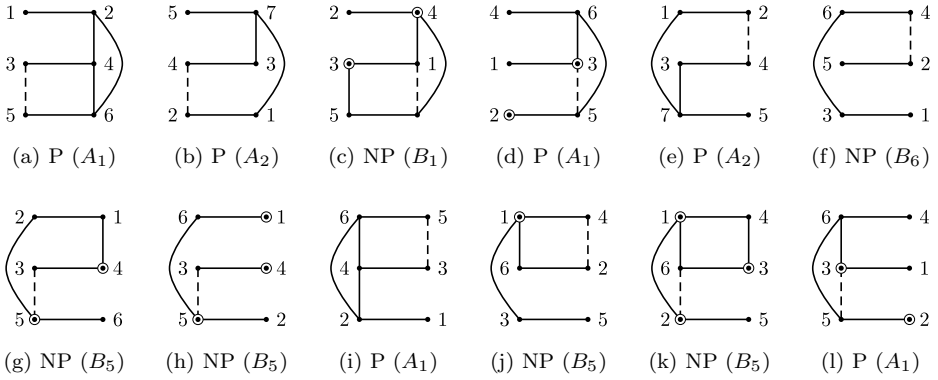 1 2 5 7 2 4 4 6 1 2 6 4
3 4 4 3 3 1 1 3 3 4 5 2
5 6 2 1 5 2 5 7 5 3 1
(a) P (A₁) (b) P (A₂) (c) NP (B₁) (d) P (A₁) (e) P (A₂) (f) NP (B₆)
2 1 6 1 6 5 1 4 1 4 6 4
3 4 3 4 4 3 6 2 6 3 3 1
5 6 5 2 2 1 3 5 2 5 5 2
(g) NP (B₅) (h) NP (B₅) (i) P (A₁) (j) NP (B₅) (k) NP (B₅) (l) P (A₁)